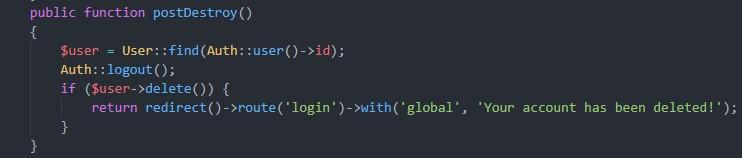 public function postDestroy()
{
    $user = User::find(Auth::user()->id);
    Auth::logout();
    if ($user->delete()) {
        return redirect()->route('login')->with('global', 'Your account has been deleted!');
    }
}